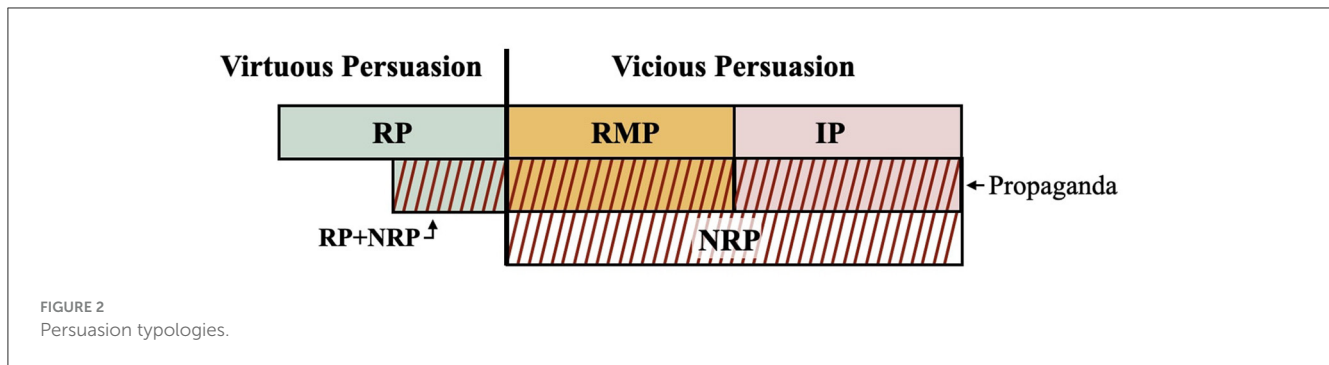 Virtuous Persuasion
Vicious Persuasion
RP
RMP
IP
Propaganda
RP+NRP
NRP
FIGURE 2
Persuasion typologies.